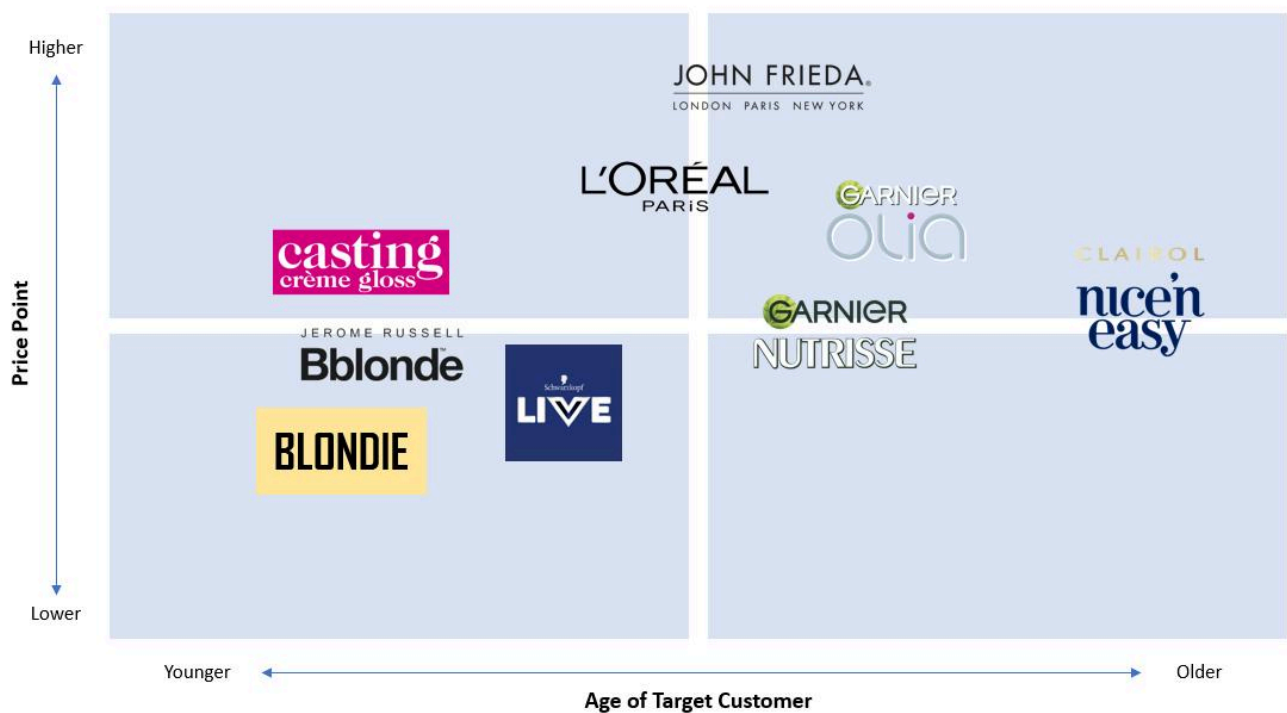 Higher
JOHN FRIEDA®
LONDON PARIS NEW YORK
L'ORÉAL
PARiS
GARNIER
OLIA
casting
crème gloss
CLAIROL
nice'n
easy
GARNIER
NUTRISSE
JEROME RUSSELL
Bblonde™
Schwarzkopf
LIVE
BLONDIE
Price Point
Lower
Younger
Older
Age of Target Customer